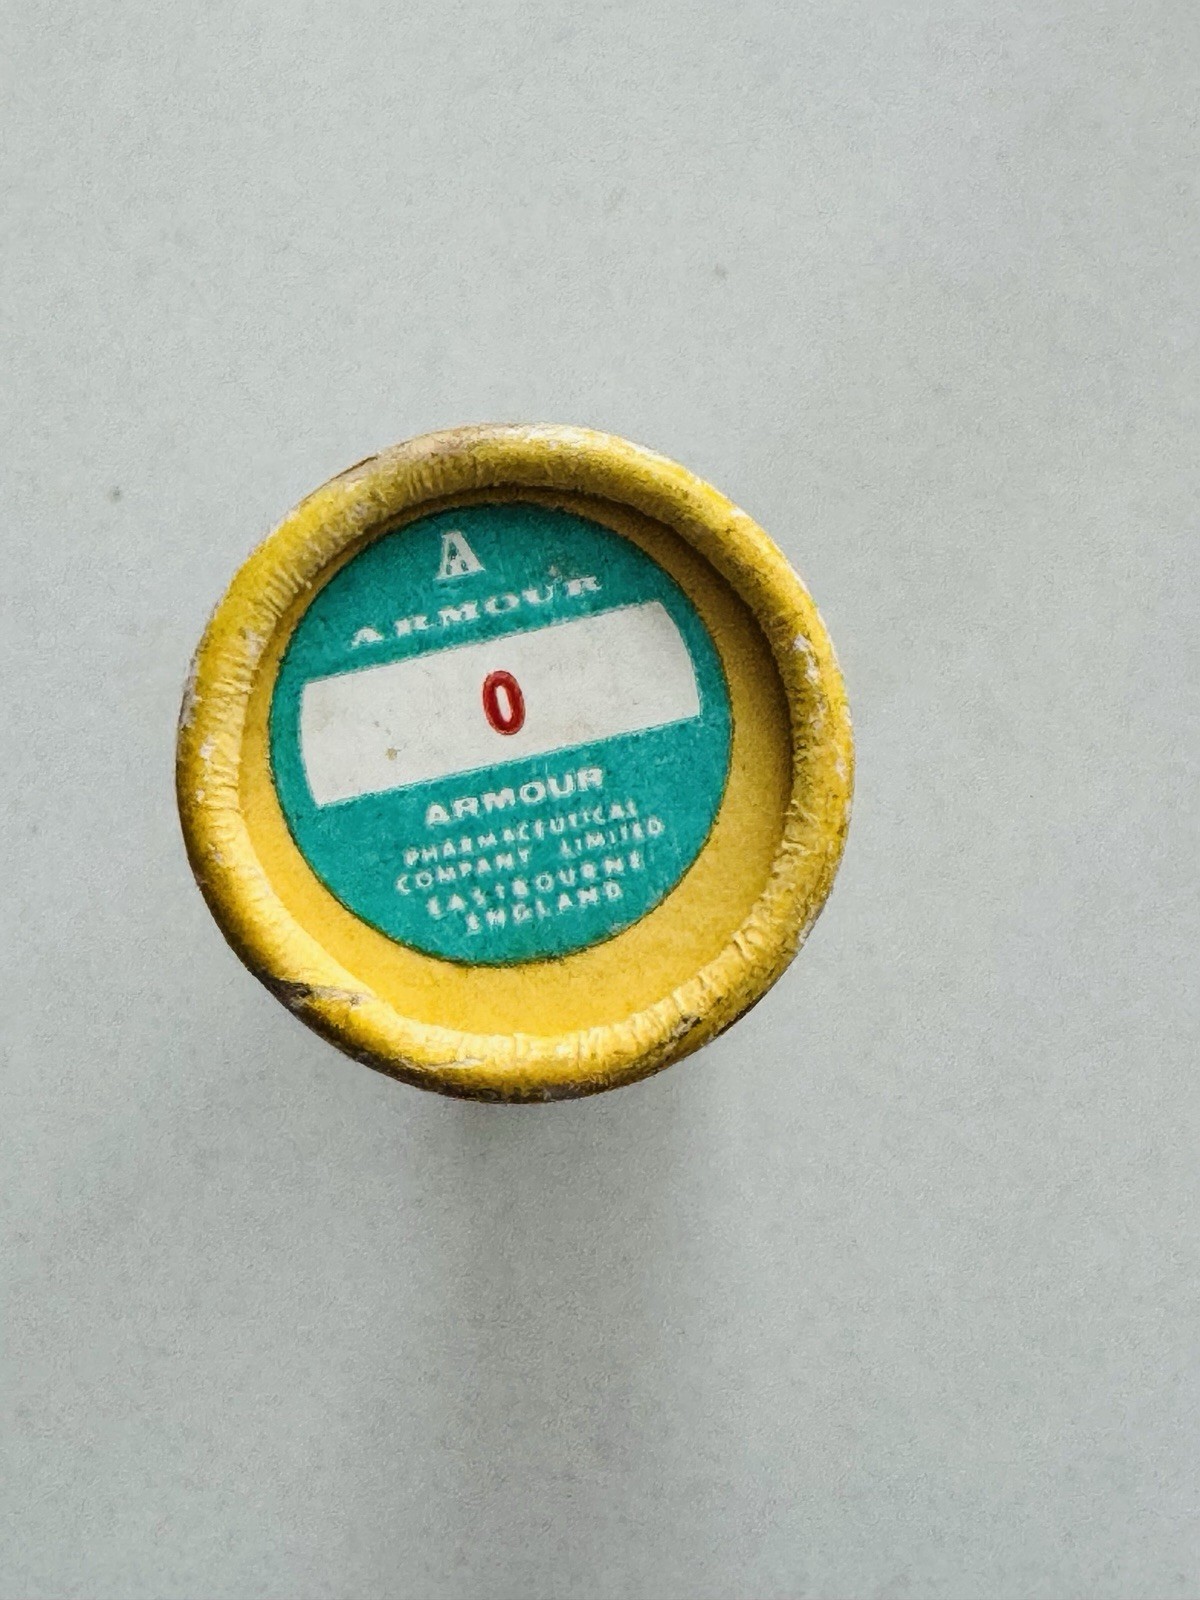 A
ARMOUR
0
ARMOUR
PHARMACEUTICAL
COMPANY LIMITED
EASTBOURNE
ENGLAND